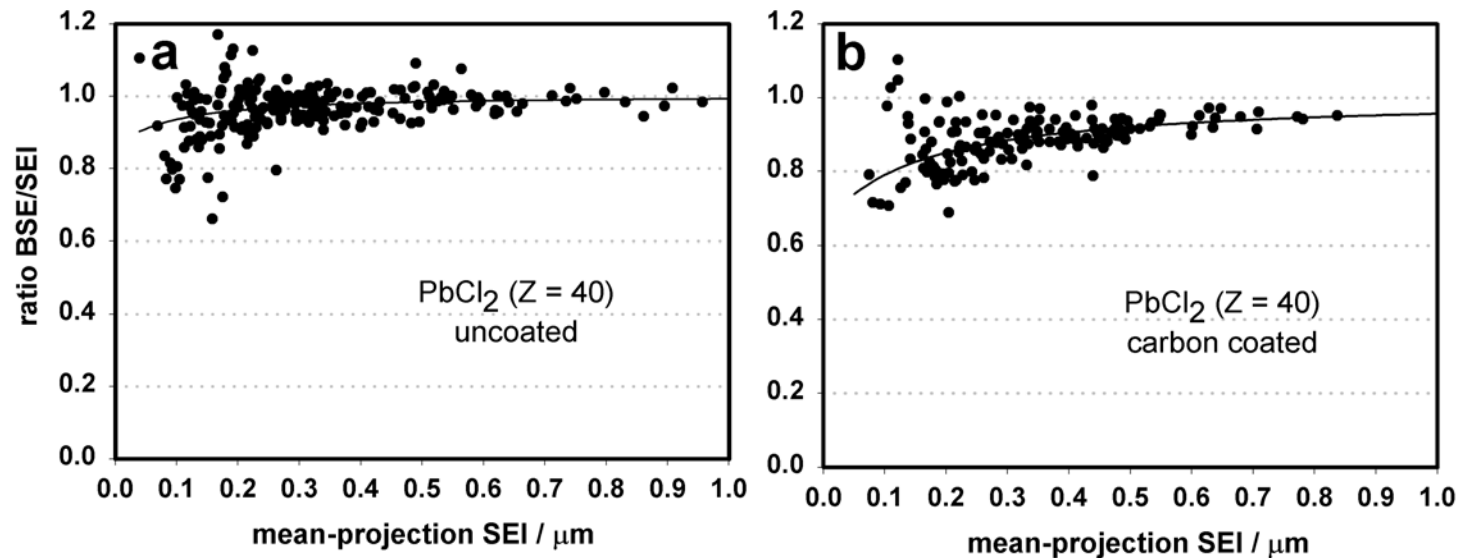 a
1.2
1.0
0.8
0.6
0.4
0.2
0.0
ratio BSE/SEI
PbCl2 (Z = 40)
uncoated
0.0 0.1 0.2 0.3 0.4 0.5 0.6 0.7 0.8 0.9 1.0
mean-projection SEI / μm
b
1.2
1.0
0.8
0.6
0.4
0.2
0.0
PbCl2 (Z = 40)
carbon coated
0.0 0.1 0.2 0.3 0.4 0.5 0.6 0.7 0.8 0.9 1.0
mean-projection SEI / μm